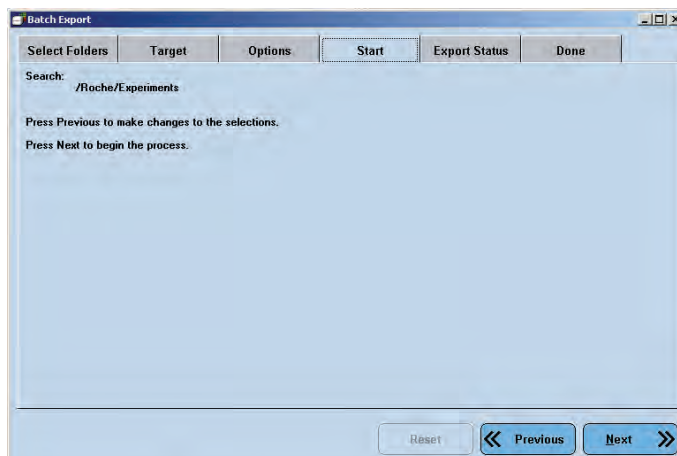 Batch Export
Select Folders Target Options Start Export Status Done
Search:
/Roche/Experiments
Press Previous to make changes to the selections.
Press Next to begin the process.
Reset Previous Next